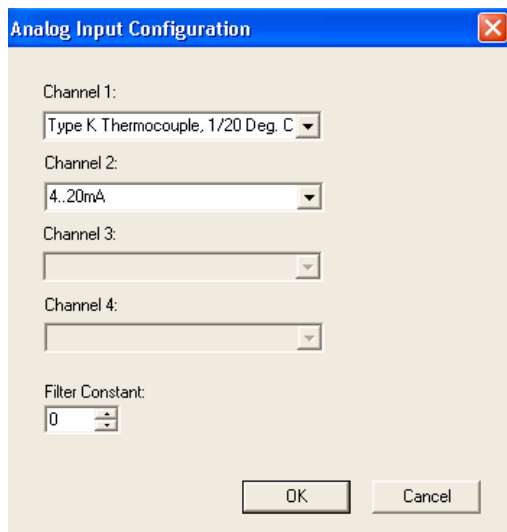 Analog Input Configuration
Channel 1:
Type K Thermocouple, 1/20 Deg. C
Channel 2:
4..20mA
Channel 3:
Channel 4:
Filter Constant:
0
OK
Cancel